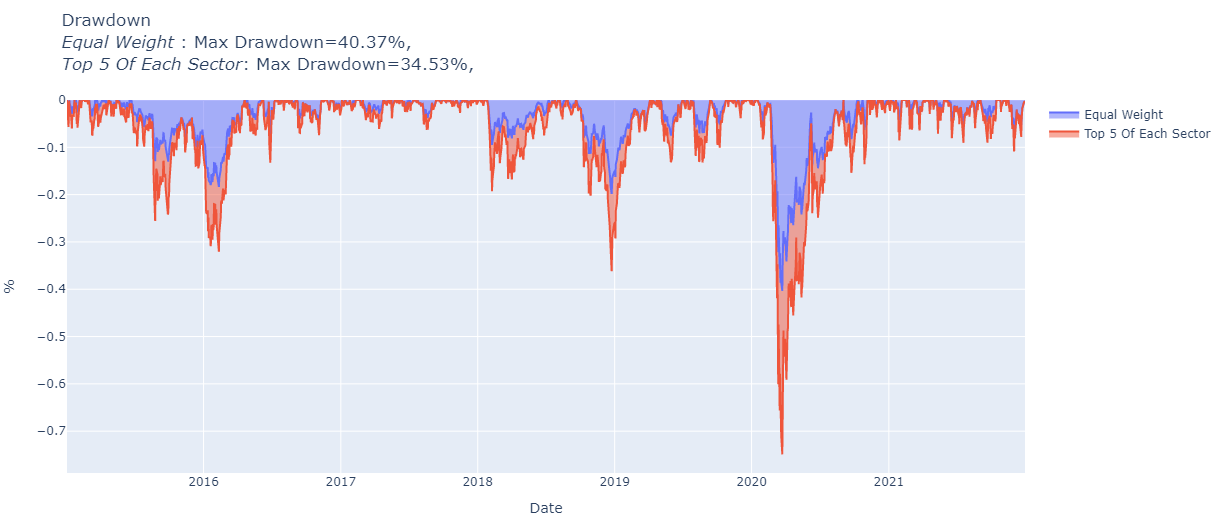 Drawdown
Equal Weight : Max Drawdown=40.37%,
Top 5 Of Each Sector: Max Drawdown=34.53%,
0
−0.1
−0.2
−0.3
−0.4
−0.5
−0.6
−0.7
%
2016 2017 2018 2019 2020 2021
Date
Equal Weight
Top 5 Of Each Sector